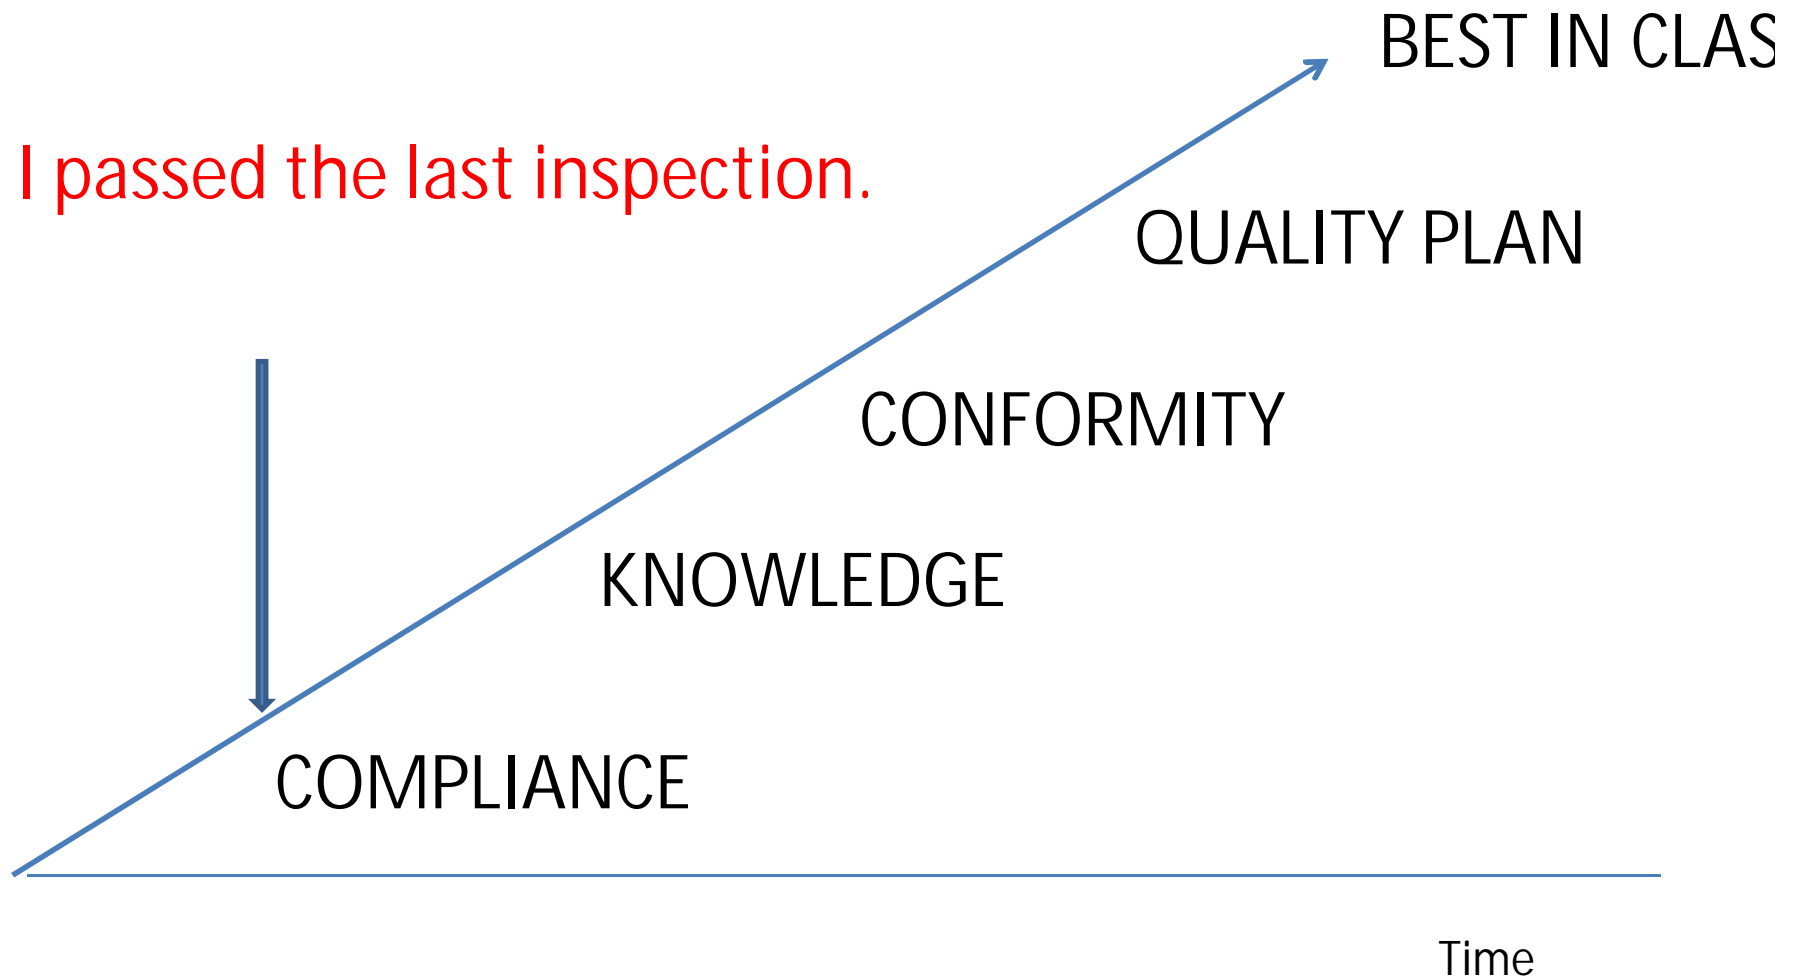 BEST IN CLAS
I passed the last inspection.
QUALITY PLAN
CONFORMITY
KNOWLEDGE
COMPLIANCE
Time